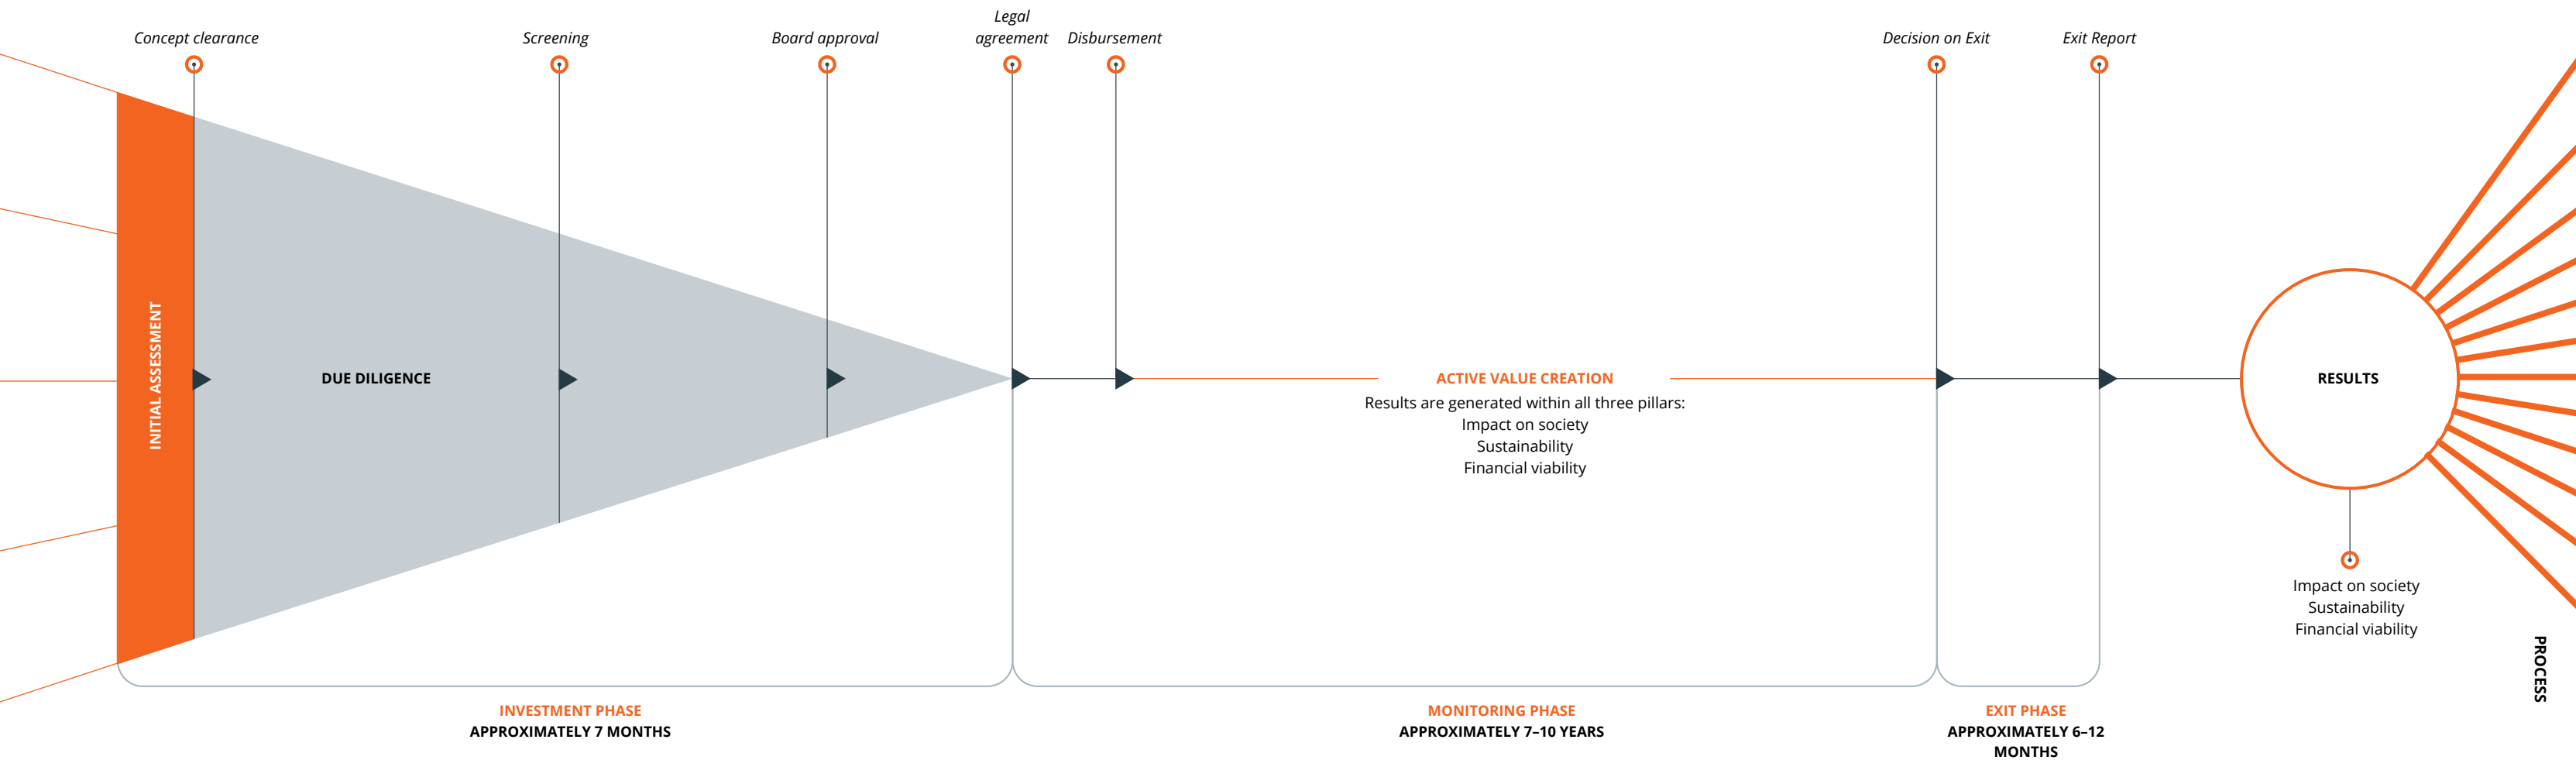 Concept clearance
Screening
Board approval
Legal
agreement
Disbursement
Decision on Exit
Exit Report
INITIAL ASSESSMENT
DUE DILIGENCE
ACTIVE VALUE CREATION
Results are generated within all three pillars:
Impact on society
Sustainability
Financial viability
RESULTS
Impact on society
Sustainability
Financial viability
PROCESS
INVESTMENT PHASE
APPROXIMATELY 7 MONTHS
MONITORING PHASE
APPROXIMATELY 7–10 YEARS
EXIT PHASE
APPROXIMATELY 6–12
MONTHS